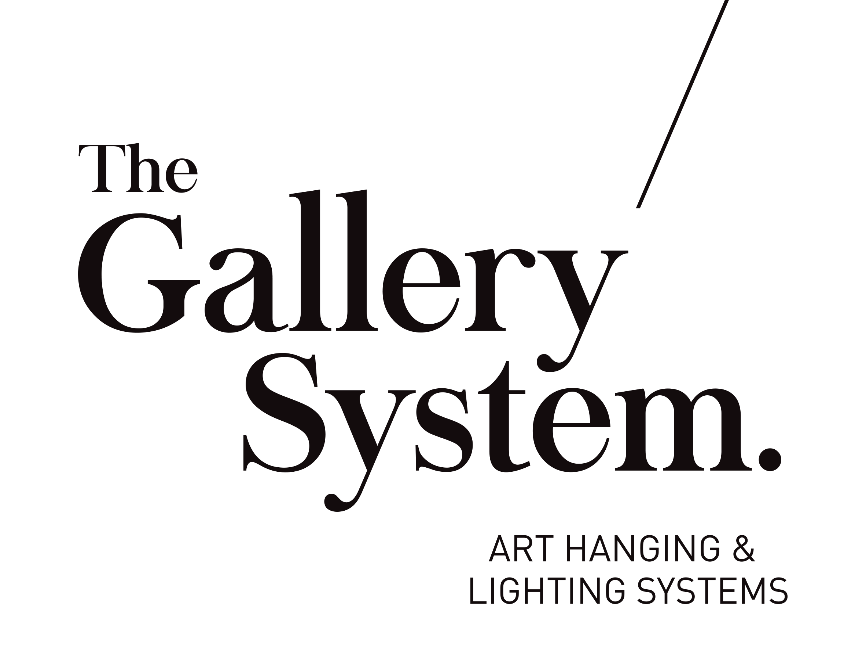 The
Gallery
System.
ART HANGING &
LIGHTING SYSTEMS